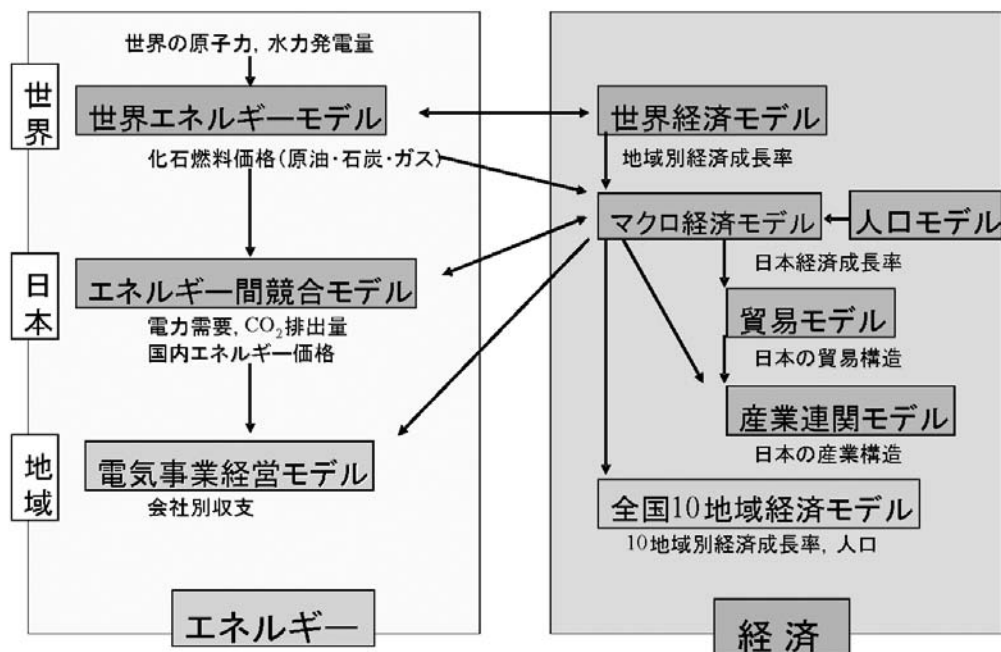 世界の原子力, 水力発電量
世界
世界エネルギーモデル
化石燃料価格(原油・石炭・ガス)
日本
エネルギー間競合モデル
電力需要, CO₂排出量
国内エネルギー価格
地域
電気事業経営モデル
会社別収支
エネルギー
世界経済モデル
地域別経済成長率
マクロ経済モデル
人口モデル
日本経済成長率
貿易モデル
日本の貿易構造
産業連関モデル
日本の産業構造
全国10地域経済モデル
10地域別経済成長率, 人口
経済